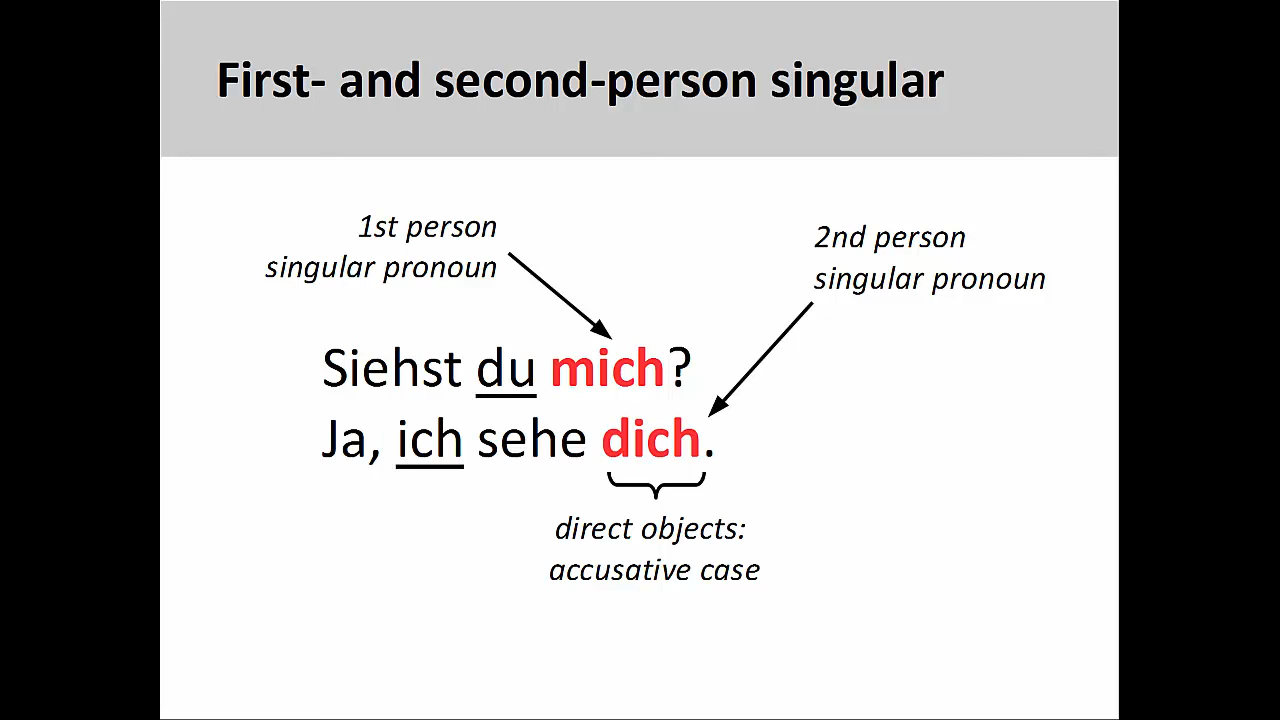 First- and second-person singular
1st person
singular pronoun
2nd person
singular pronoun
Siehst du mich?
Ja, ich sehe dich.
direct objects:
accusative case